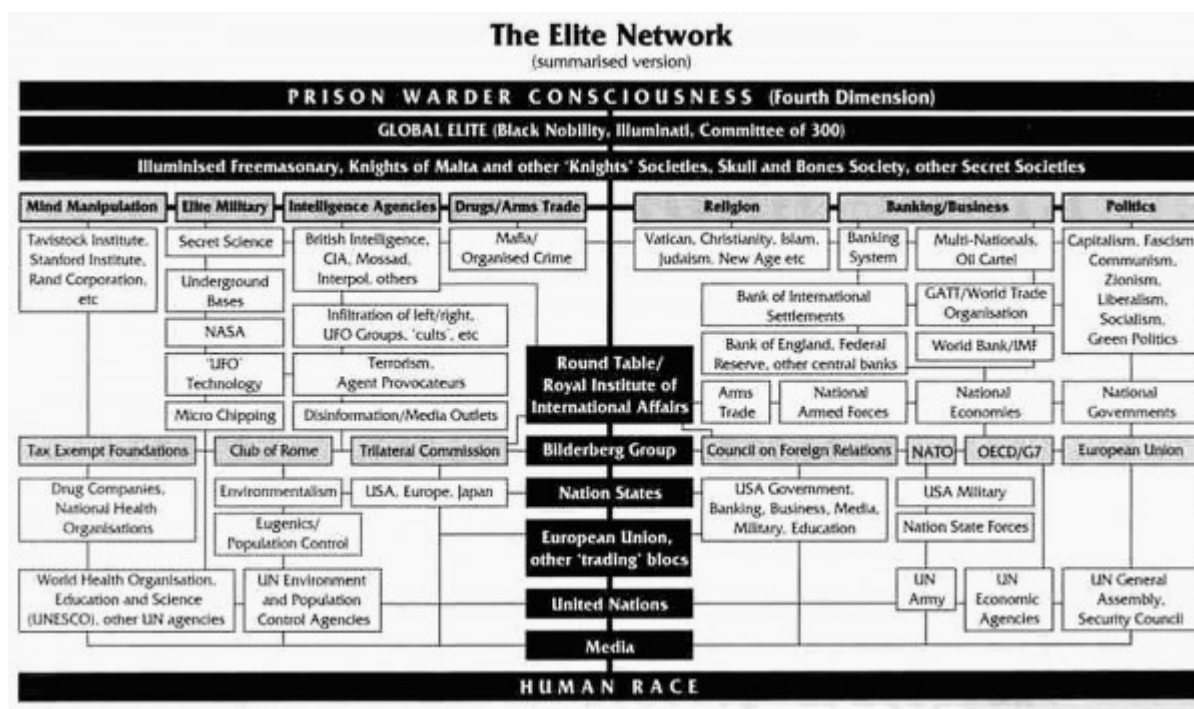 The Elite Network
(summarised version)
PRISON WARDER CONSCIOUSNESS (Fourth Dimension)
GLOBAL ELITE (Black Nobility, Illuminati, Committee of 300)
Illuminised Freemasonary, Knights of Malta and other 'Knights' Societies, Skull and Bones Society, other Secret Societies
Mind Manipulation
Elite Military
Intelligence Agencies
Drugs/Arms Trade
Religion
Banking/Business
Politics
Tavistock Institute,
Stanford Institute,
Rand Corporation,
etc
Secret Science
Underground
Bases
NASA
'UFO'
Technology
Micro Chipping
British Intelligence,
CIA, Mossad,
Interpol, others
Infiltration of left/right,
UFO Groups, 'cults', etc
Terrorism,
Agent Provocateurs
Disinformation/Media Outlets
Mafia/
Organised Crime
Vatican, Christianity, Islam,
Judaism, New Age etc
Banking
System
Multi-Nationals,
Oil Cartel
Capitalism, Fascism
Communism,
Zionism,
Liberalism,
Socialism,
Green Politics
Bank of International
Settlements
GATT/World Trade
Organisation
Bank of England, Federal
Reserve, other central banks
World Bank/IMF
Round Table/
Royal Institute of
International Affairs
Arms
Trade
National
Armed Forces
National
Economies
National
Governments
Tax Exempt Foundations
Club of Rome
Trilateral Commission
Bilderberg Group
Council on Foreign Relations
NATO
OECD/G7
European Union
Drug Companies,
National Health
Organisations
Environmentalism
USA, Europe, Japan
Nation States
USA Government,
Banking, Business, Media,
Military, Education
USA Military
Eugenics/
Population Control
European Union,
other 'trading' blocs
Nation State Forces
World Health Organisation,
Education and Science
(UNESCO), other UN agencies
UN Environment
and Population
Control Agencies
United Nations
UN
Army
UN
Economic
Agencies
UN General
Assembly,
Security Council
Media
HUMAN RACE